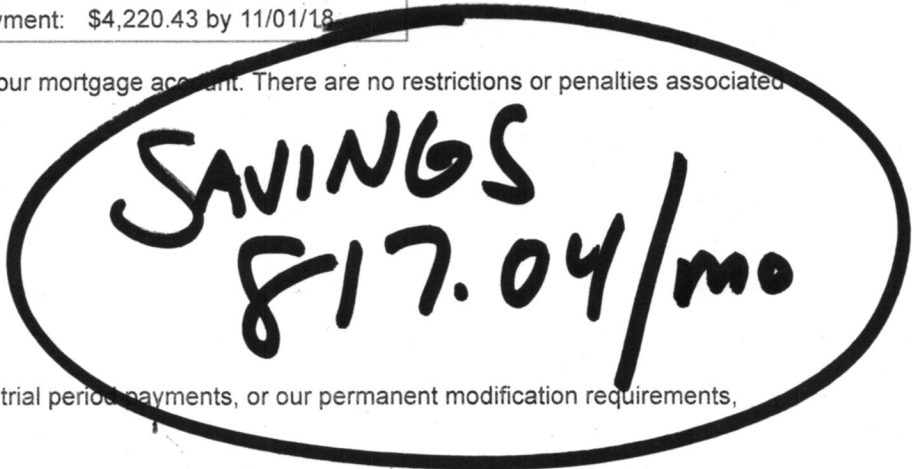 yment: $4,220.43 by 11/01/18
our mortgage account. There are no restrictions or penalties associated
SAVINGS
817.04/mo
trial period payments, or our permanent modification requirements,